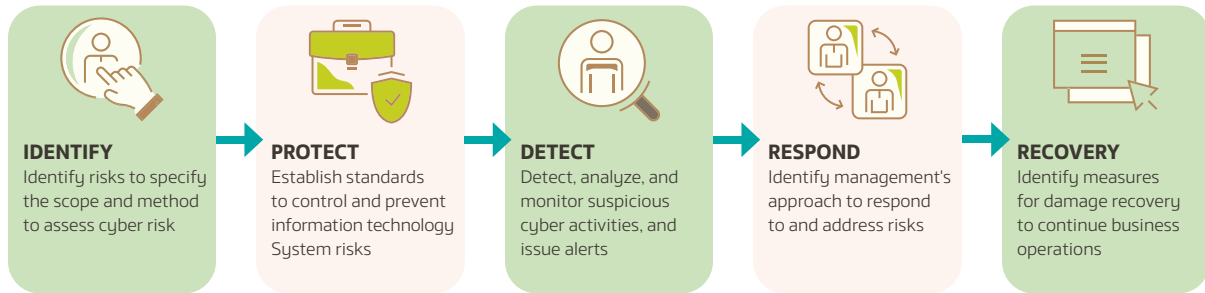 IDENTIFY
Identify risks to specify
the scope and method
to assess cyber risk
PROTECT
Establish standards
to control and prevent
information technology
System risks
DETECT
Detect, analyze, and
monitor suspicious
cyber activities, and
issue alerts
RESPOND
Identify management's
approach to respond
to and address risks
RECOVERY
Identify measures
for damage recovery
to continue business
operations